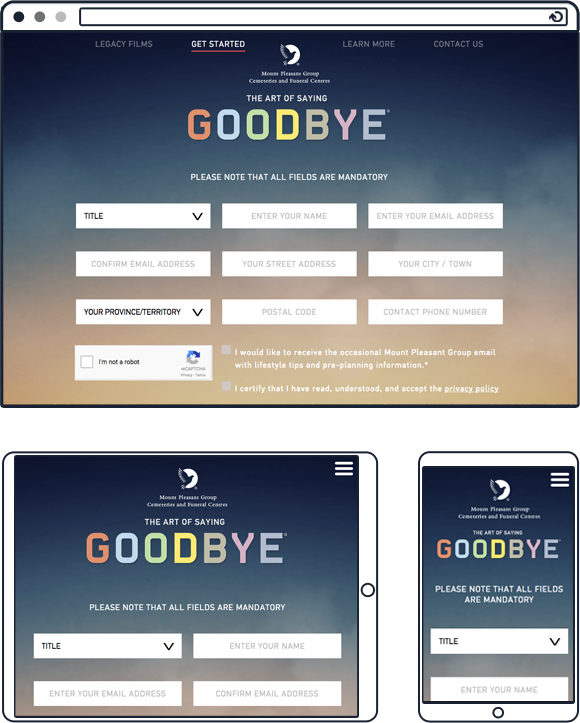 LEGACY FILMS
GET STARTED
LEARN MORE
CONTACT US
Mount Pleasant Group
Cemeteries and Funeral Centres
THE ART OF SAYING
GOODBYE®
PLEASE NOTE THAT ALL FIELDS ARE MANDATORY
TITLE
ENTER YOUR NAME
ENTER YOUR EMAIL ADDRESS
CONFIRM EMAIL ADDRESS
YOUR STREET ADDRESS
YOUR CITY / TOWN
YOUR PROVINCE/TERRITORY
POSTAL CODE
CONTACT PHONE NUMBER
I'm not a robot
reCAPTCHA
Privacy - Terms
I would like to receive the occasional Mount Pleasant Group email
with lifestyle tips and pre-planning information.*
I certify that I have read, understood, and accept the privacy policy
Mount Pleasant Group
Cemeteries and Funeral Centres
THE ART OF SAYING
GOODBYE®
PLEASE NOTE THAT ALL FIELDS ARE MANDATORY
TITLE
ENTER YOUR NAME
ENTER YOUR EMAIL ADDRESS
CONFIRM EMAIL ADDRESS
Mount Pleasant Group
Cemeteries and Funeral Centres
THE ART OF SAYING
GOODBYE®
PLEASE NOTE THAT ALL FIELDS
ARE MANDATORY
TITLE
ENTER YOUR NAME